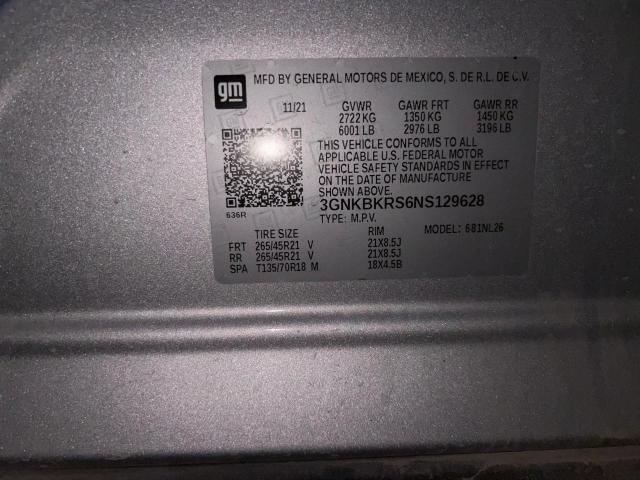 gm
MFD BY GENERAL MOTORS DE MEXICO, S. DE R.L. DE C.V.
11/21 GVWR GAWR FRT GAWR RR
2722 KG 1350 KG 1450 KG
6001 LB 2976 LB 3196 LB
THIS VEHICLE CONFORMS TO ALL
APPLICABLE U.S. FEDERAL MOTOR
VEHICLE SAFETY STANDARDS IN EFFECT
ON THE DATE OF MANUFACTURE
SHOWN ABOVE.
636R
3GNKBKRS6NS129628
TYPE: M.P.V. MODEL: 6B1NL26
TIRE SIZE RIM
FRT 265/45R21 V 21X8.5J
RR 265/45R21 V 21X8.5J
SPA T135/70R18 M 18X4.5B